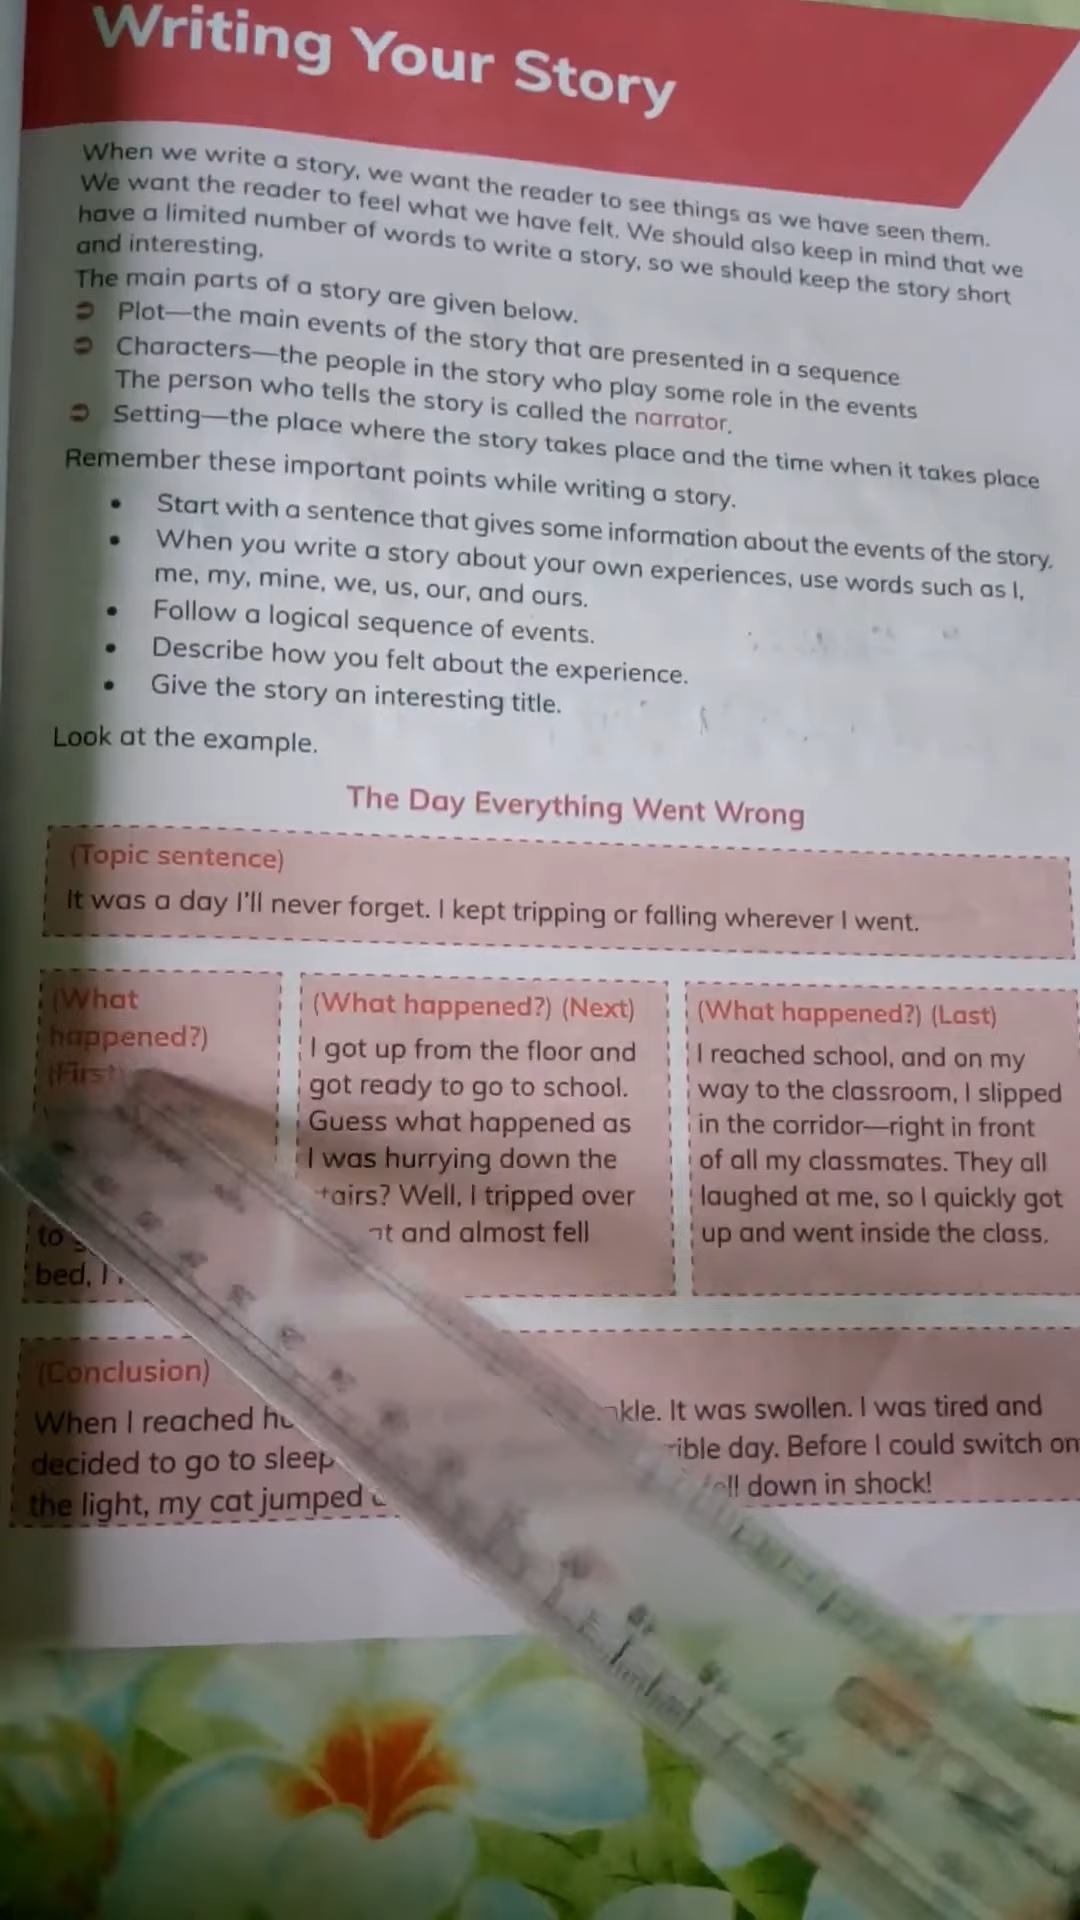 Writing Your Story
When we write a story, we want the reader to see things as we have seen them.
We want the reader to feel what we have felt. We should also keep in mind that we
have a limited number of words to write a story, so we should keep the story short
and interesting.
The main parts of a story are given below.
Plot—the main events of the story that are presented in a sequence
Characters—the people in the story who play some role in the events
The person who tells the story is called the narrator.
Setting—the place where the story takes place and the time when it takes place
Remember these important points while writing a story.
• Start with a sentence that gives some information about the events of the story.
• When you write a story about your own experiences, use words such as I,
me, my, mine, we, us, our, and ours.
• Follow a logical sequence of events.
• Describe how you felt about the experience.
• Give the story an interesting title.
Look at the example.
The Day Everything Went Wrong
(Topic sentence)
It was a day I'll never forget. I kept tripping or falling wherever I went.
(What
happened?)
(First)
to
bed, I
(What happened?) (Next)
I got up from the floor and
got ready to go to school.
Guess what happened as
I was hurrying down the
? Well, I tripped over
and almost fell
(What happened?) (Last)
I reached school, and on my
way to the classroom, I slipped
in the corridor—right in front
of all my classmates. They all
laughed at me, so I quickly got
up and went inside the class.
(Conclusion)
When I reached It was swollen. I was tired and
decided to go to sleep day. Before I could switch on
the light, my cat jumped down in shock!